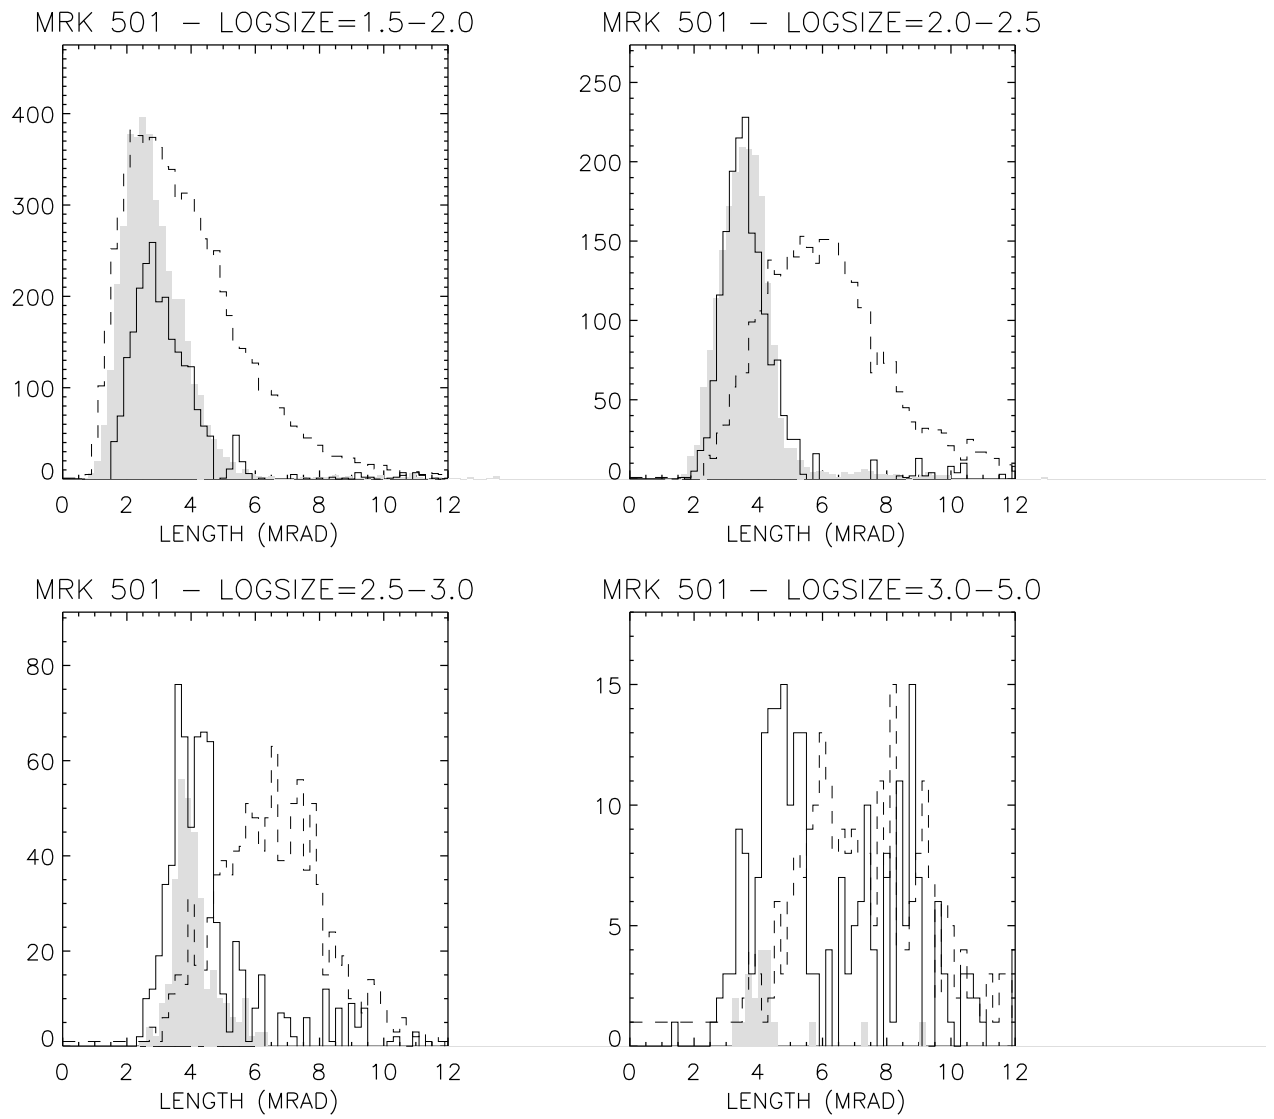 MRK 501 – LOGSIZE=1.5–2.0
400
300
200
100
0
0 2 4 6 8 10 12
LENGTH (MRAD)
MRK 501 – LOGSIZE=2.0–2.5
250
200
150
100
50
0
0 2 4 6 8 10 12
LENGTH (MRAD)
MRK 501 – LOGSIZE=2.5–3.0
80
60
40
20
0
0 2 4 6 8 10 12
LENGTH (MRAD)
MRK 501 – LOGSIZE=3.0–5.0
15
10
5
0
0 2 4 6 8 10 12
LENGTH (MRAD)